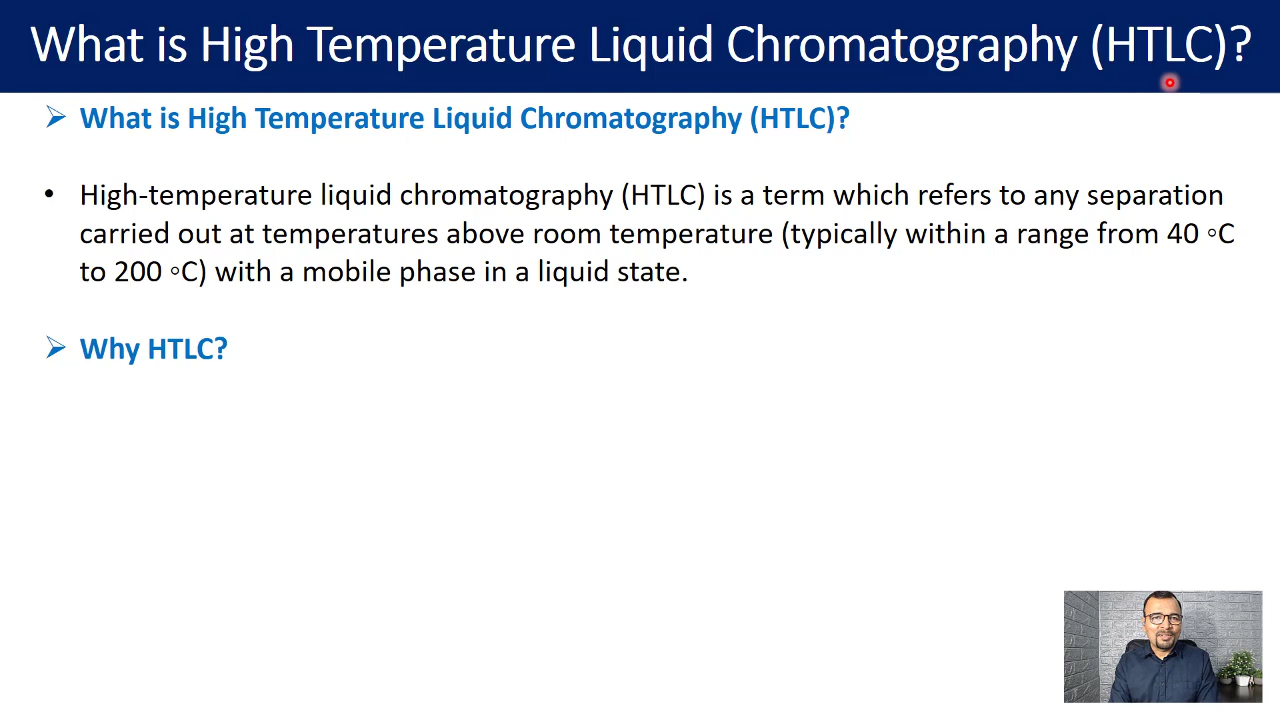 What is High Temperature Liquid Chromatography (HTLC)?
➢ What is High Temperature Liquid Chromatography (HTLC)?
• High-temperature liquid chromatography (HTLC) is a term which refers to any separation
carried out at temperatures above room temperature (typically within a range from 40 ◦C
to 200 ◦C) with a mobile phase in a liquid state.
➢ Why HTLC?